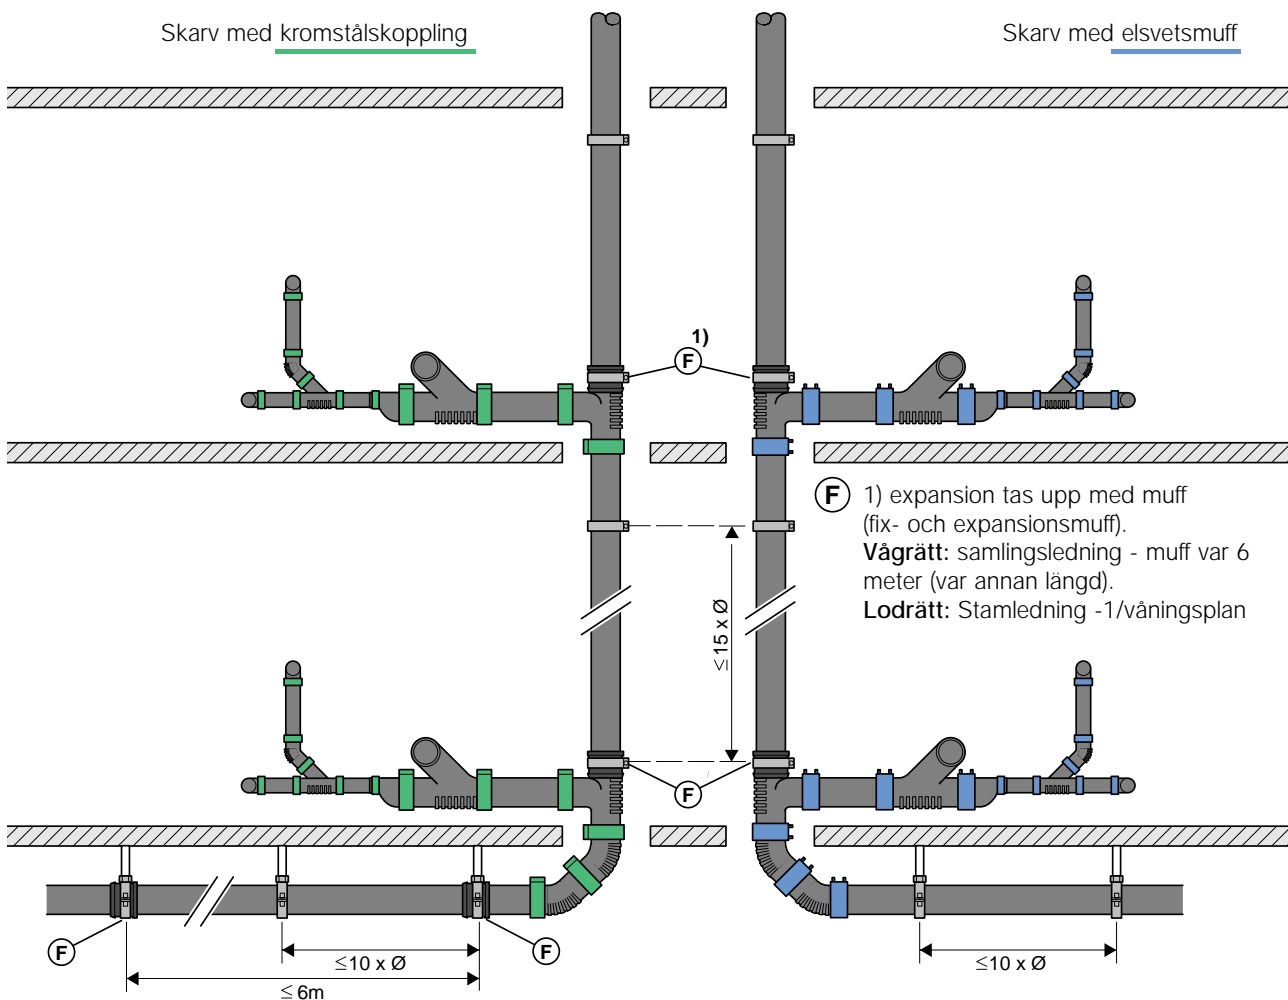 Skarv med kromstålskoppling
Skarv med elsvetsmuff
1)
F
F
1) expansion tas upp med muff
(fix- och expansionsmuff).
Vågrätt: samlingsledning - muff var 6
meter (var annan längd).
Lodrätt: Stamledning -1/våningsplan
≤15 x Ø
F
F
F
≤10 x Ø
≤10 x Ø
≤ 6m